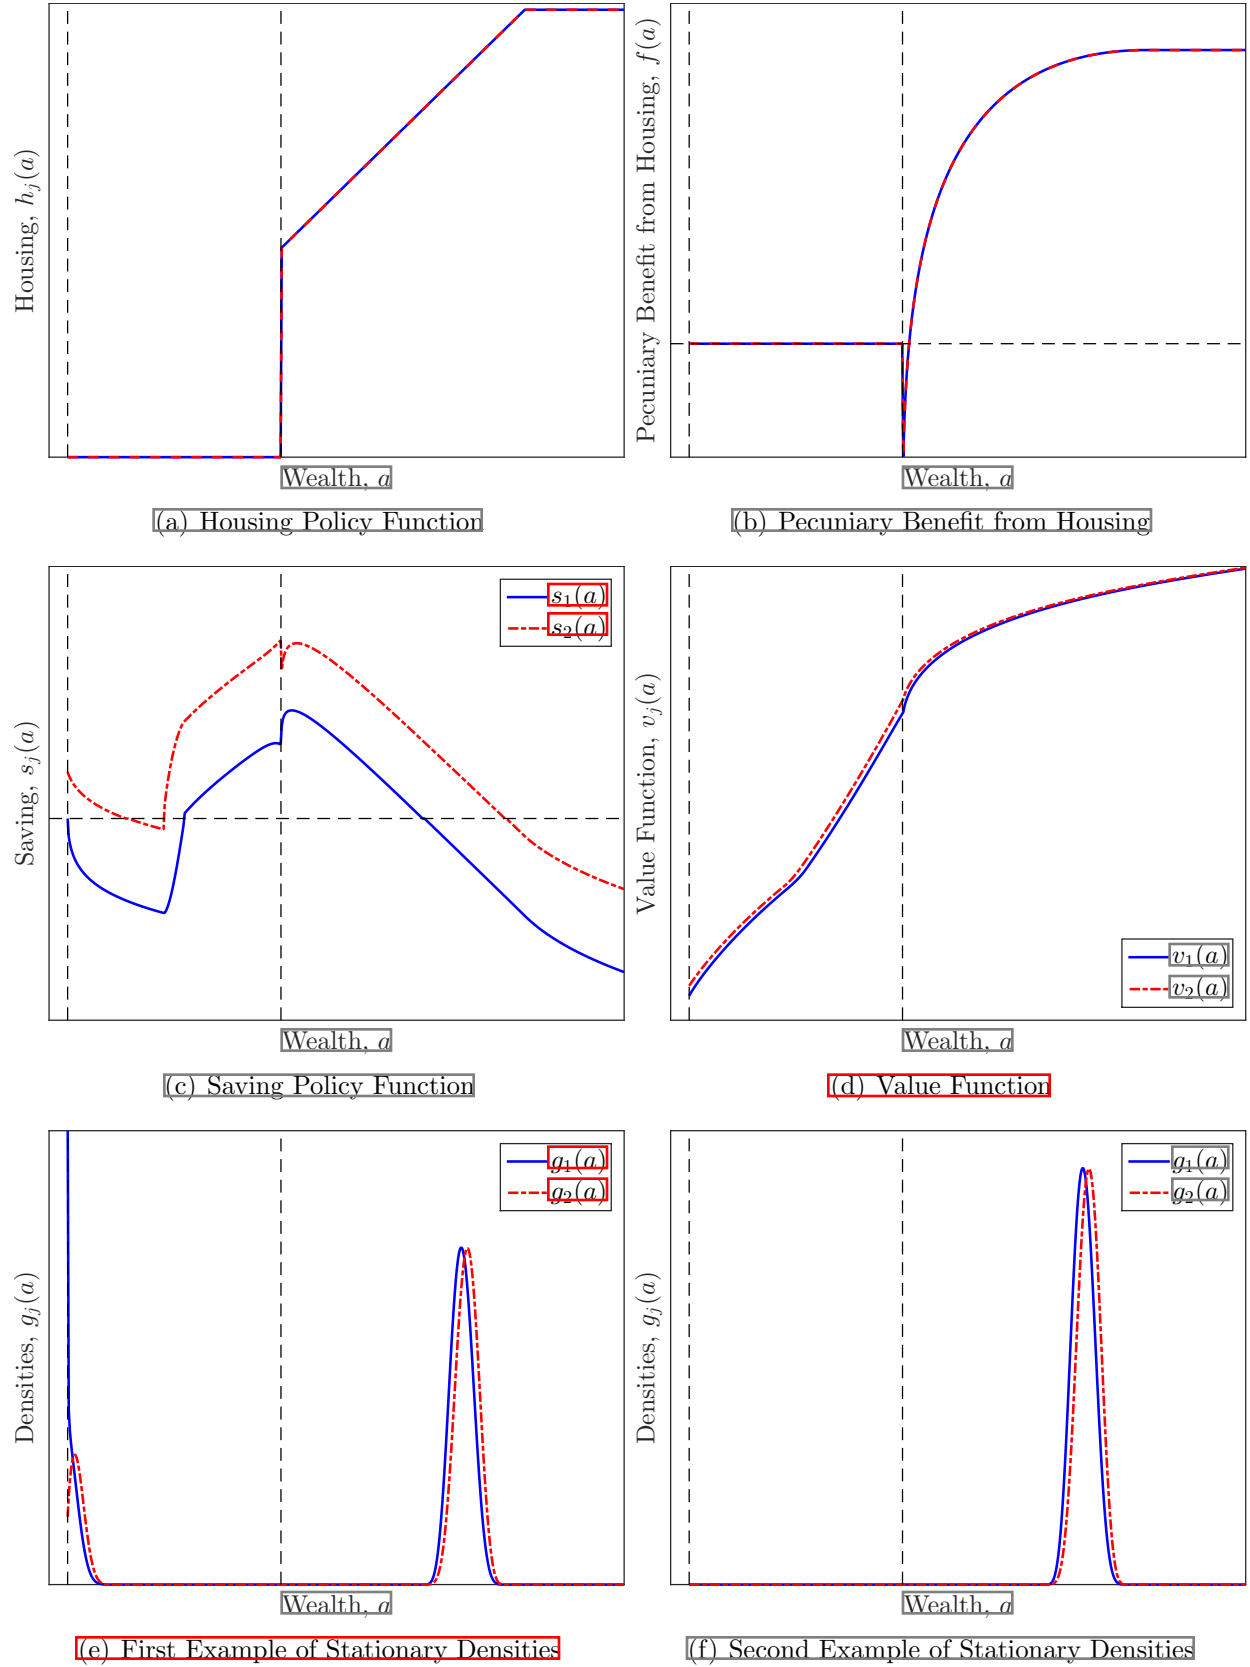 Housing, h_j(a)
Wealth, a
(a) Housing Policy Function
Pecuniary Benefit from Housing, f(a)
Wealth, a
(b) Pecuniary Benefit from Housing
Saving, s_j(a)
s_1(a)
s_2(a)
Wealth, a
(c) Saving Policy Function
Value Function, v_j(a)
v_1(a)
v_2(a)
Wealth, a
(d) Value Function
Densities, g_j(a)
g_1(a)
g_2(a)
Wealth, a
(e) First Example of Stationary Densities
Densities, g_j(a)
g_1(a)
g_2(a)
Wealth, a
(f) Second Example of Stationary Densities